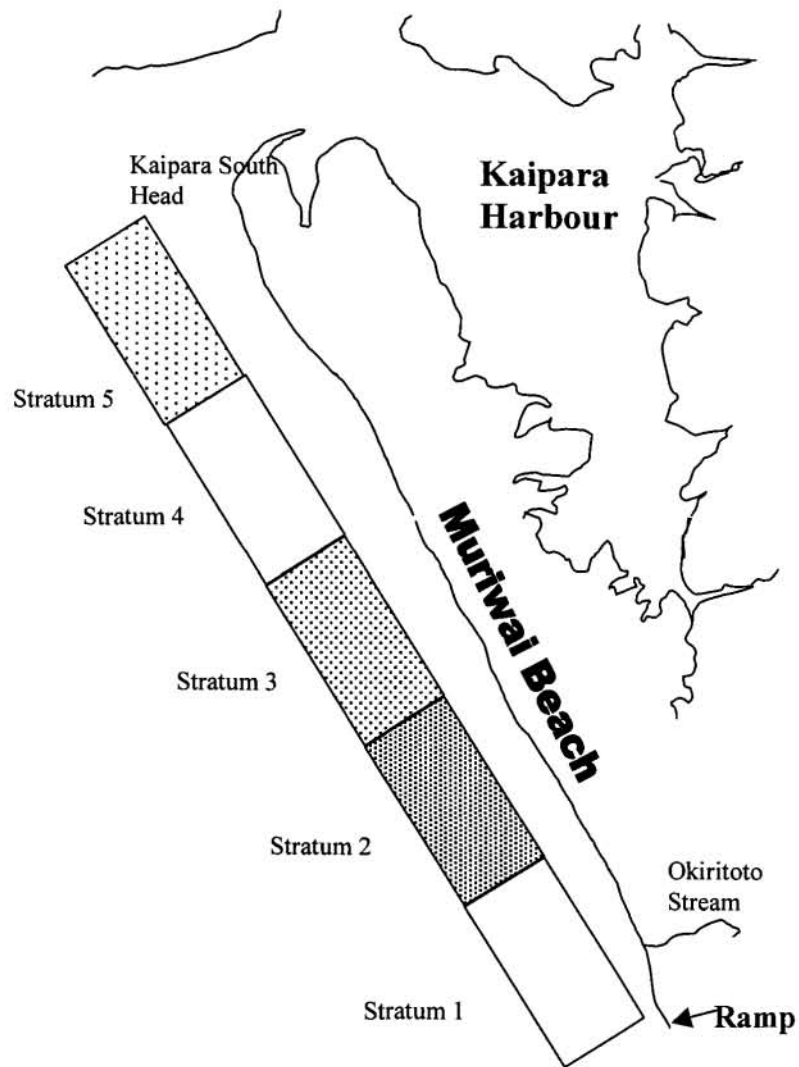 Kaipara South
Head
Kaipara
Harbour
Stratum 5
Stratum 4
Muriwai Beach
Stratum 3
Stratum 2
Okiritoto
Stream
Stratum 1
Ramp